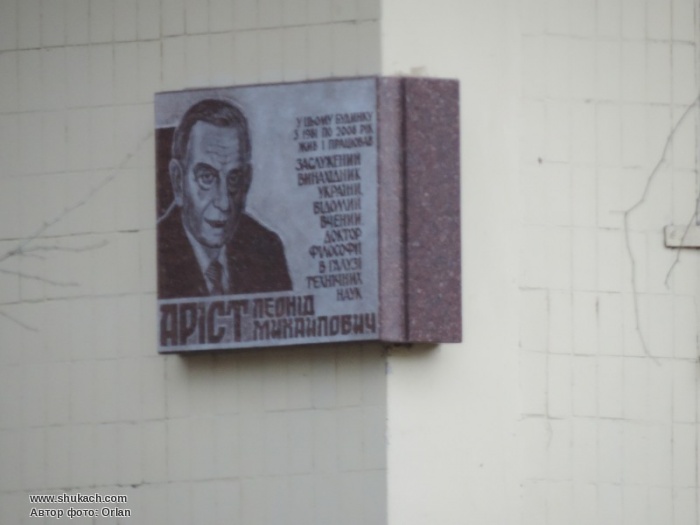 У ЦЬОМУ БУДИНКУ
З 1981 ПО 2008 РІК
ЖИВ І ПРАЦЮВАВ
ЗАСЛУЖЕНИЙ
ВИНАХІДНИК
УКРАЇНИ,
ВІДОМИЙ
ВЧЕНИЙ,
ДОКТОР
ФІЛОСОФІЇ
В ГАЛУЗІ
ТЕХНІЧНИХ
НАУК
АРІСТ ЛЕОНІД
МИХАЙЛОВИЧ
www.shukach.com
Автор фото: Orlan